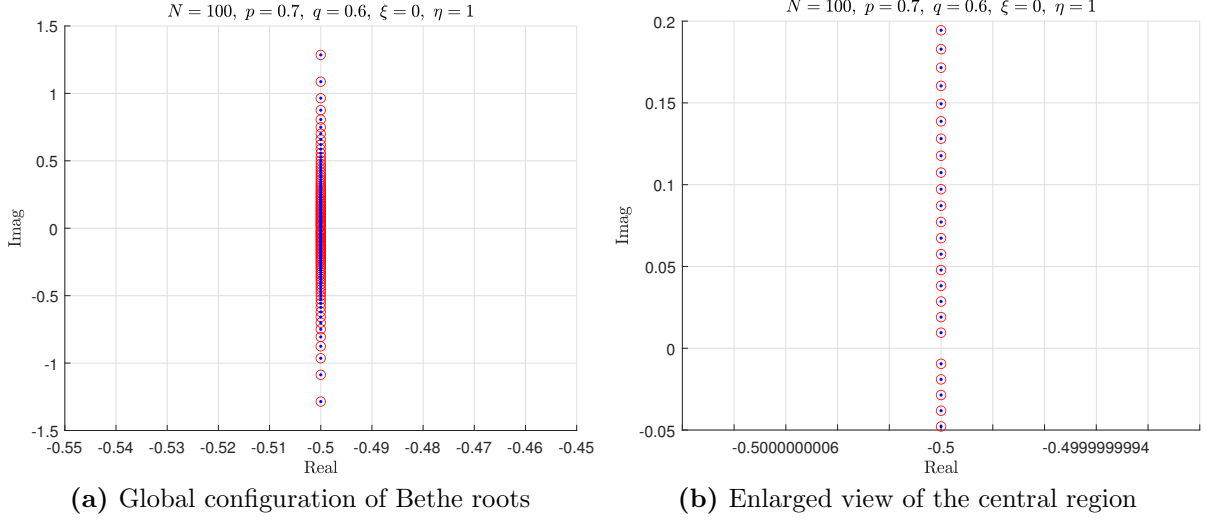 N = 100, p = 0.7, q = 0.6, ξ = 0, η = 1
1.5
1
0.5
0
-0.5
-1
-1.5
Imag
-0.55 -0.54 -0.53 -0.52 -0.51 -0.5 -0.49 -0.48 -0.47 -0.46 -0.45
Real
(a) Global configuration of Bethe roots
N = 100, p = 0.7, q = 0.6, ξ = 0, η = 1
0.2
0.15
0.1
0.05
0
-0.05
Imag
-0.5000000006 -0.5 -0.4999999994
Real
(b) Enlarged view of the central region